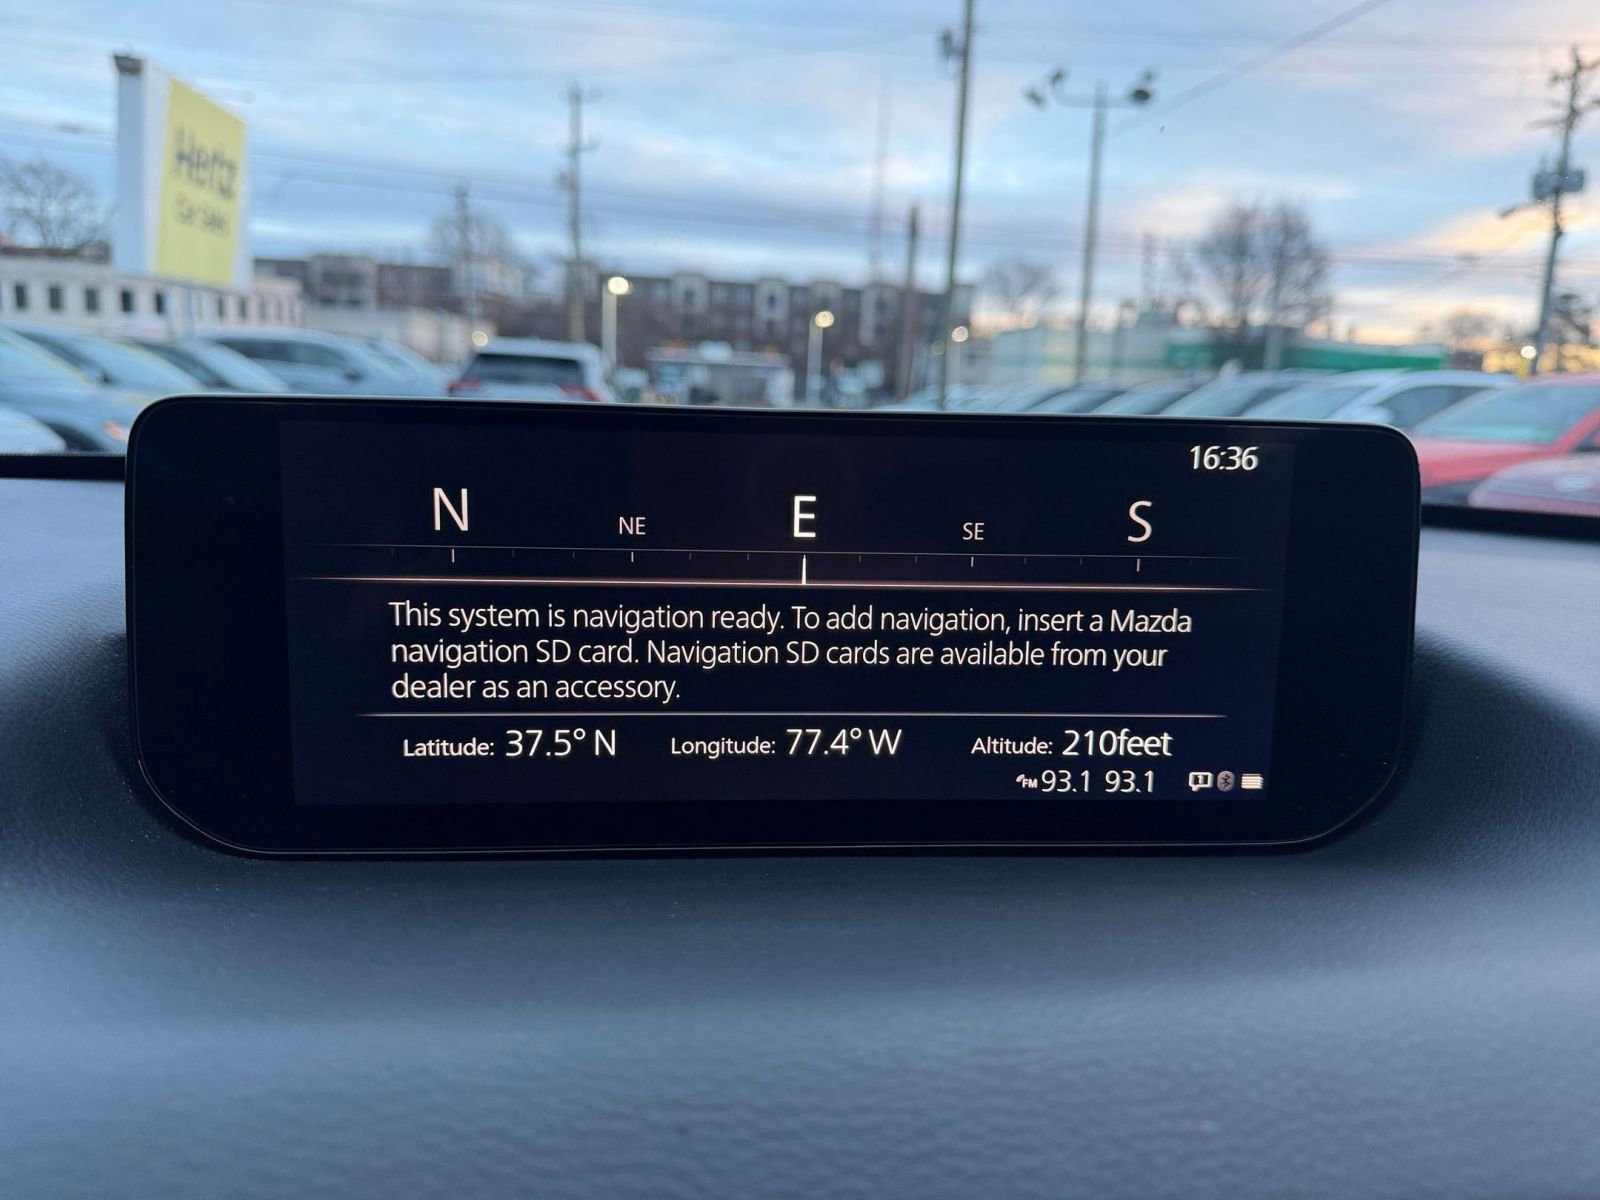 Hertz
Car Sales
16:36
N NE E SE S
This system is navigation ready. To add navigation, insert a Mazda
navigation SD card. Navigation SD cards are available from your
dealer as an accessory.
Latitude: 37.5° N Longitude: 77.4° W Altitude: 210feet
FM 93.1 93.1 1